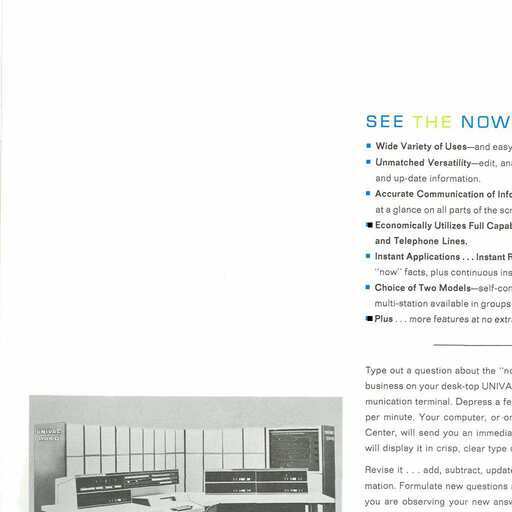 SEE THE NOW
Wide Variety of Uses—and easy
Unmatched Versatility—edit, ana
and up-date information.
Accurate Communication of Info
at a glance on all parts of the scr
Economically Utilizes Full Capab
and Telephone Lines.
Instant Applications . . . Instant R
"now" facts, plus continuous ins
Choice of Two Models—self-con
multi-station available in groups
Plus . . . more features at no extra
Type out a question about the "no
business on your desk-top UNIVA
munication terminal. Depress a fe
per minute. Your computer, or on
Center, will send you an immedia
will display it in crisp, clear type o
Revise it . . . add, subtract, update
mation. Formulate new questions a
you are observing your new answ
UNIVAC